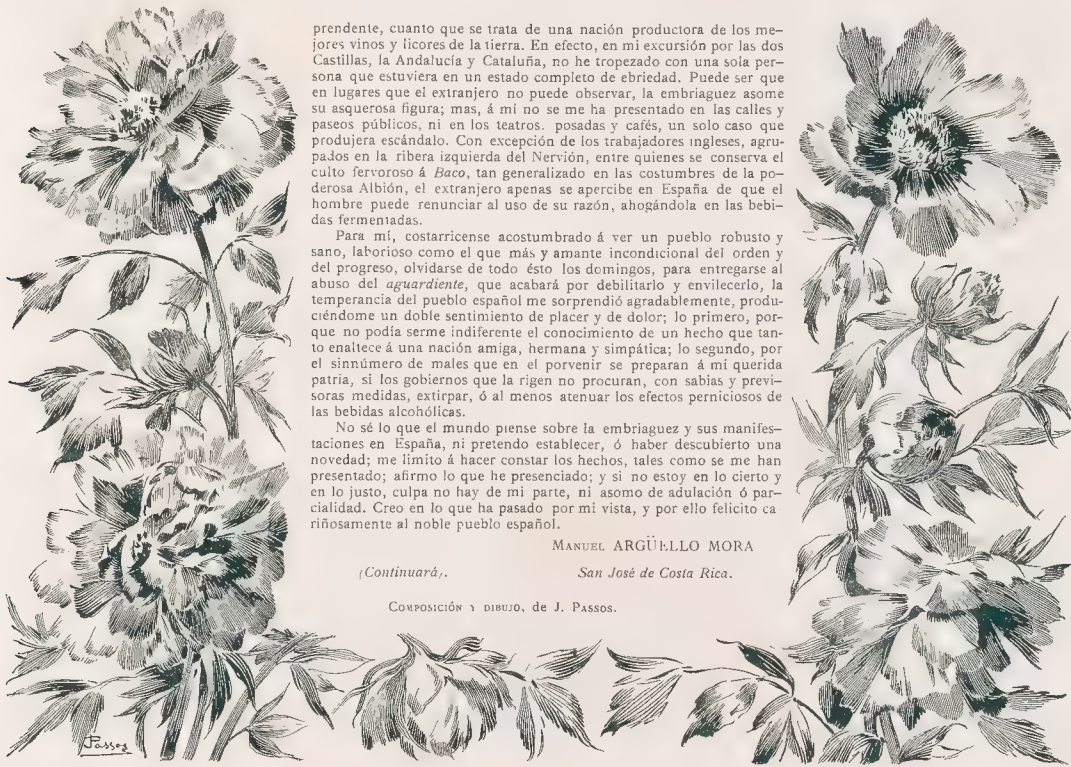 prendente, cuanto que se trata de una nación productora de los me-
jores vinos y licores de la tierra. En efecto, en mi excursión por las dos
Castillas, la Andalucía y Cataluña, no he tropezado con una sola per-
sona que estuviera en un estado completo de ebriedad. Puede ser que
en lugares que el extranjero no puede observar, la embriaguez asome
su asquerosa figura; mas, á mí no se me ha presentado en las calles y
paseos públicos, ni en los teatros. posadas y cafés, un solo caso que
produjera escándalo. Con excepción de los trabajadores ingleses, agru-
pados en la ribera izquierda del Nervión, entre quienes se conserva el
culto fervoroso á Baco, tan generalizado en las costumbres de la po-
derosa Albión, el extranjero apenas se apercibe en España de que el
hombre puede renunciar al uso de su razón, ahogándola en las bebi-
das fermentadas.
Para mí, costarricense acostumbrado á ver un pueblo robusto y
sano, laborioso como el que más y amante incondicional del orden y
del progreso, olvidarse de todo ésto los domingos, para entregarse al
abuso del aguardiente, que acabará por debilitarlo y envilecerlo, la
temperancia del pueblo español me sorprendió agradablemente, produ-
ciéndome un doble sentimiento de placer y de dolor; lo primero, por-
que no podía serme indiferente el conocimiento de un hecho que tan-
to enaltece á una nación amiga, hermana y simpática; lo segundo, por
el sinnúmero de males que en el porvenir se preparan á mi querida
patria, si los gobiernos que la rigen no procuran, con sabias y previ-
soras medidas, extirpar, ó al menos atenuar los efectos perniciosos de
las bebidas alcohólicas.
No sé lo que el mundo piense sobre la embriaguez y sus manifes-
taciones en España, ni pretendo establecer, ó haber descubierto una
novedad; me limito á hacer constar los hechos, tales como se me han
presentado; afirmo lo que he presenciado; y si no estoy en lo cierto y
en lo justo, culpa no hay de mi parte, ni asomo de adulación ó par-
cialidad. Creo en lo que ha pasado por mi vista, y por ello felicito ca
riñosamente al noble pueblo español.
MANUEL ARGÜELLO MORA
(Continuará).
San José de Costa Rica.
COMPOSICIÓN Y DIBUJO, de J. PASSOS.
Passos